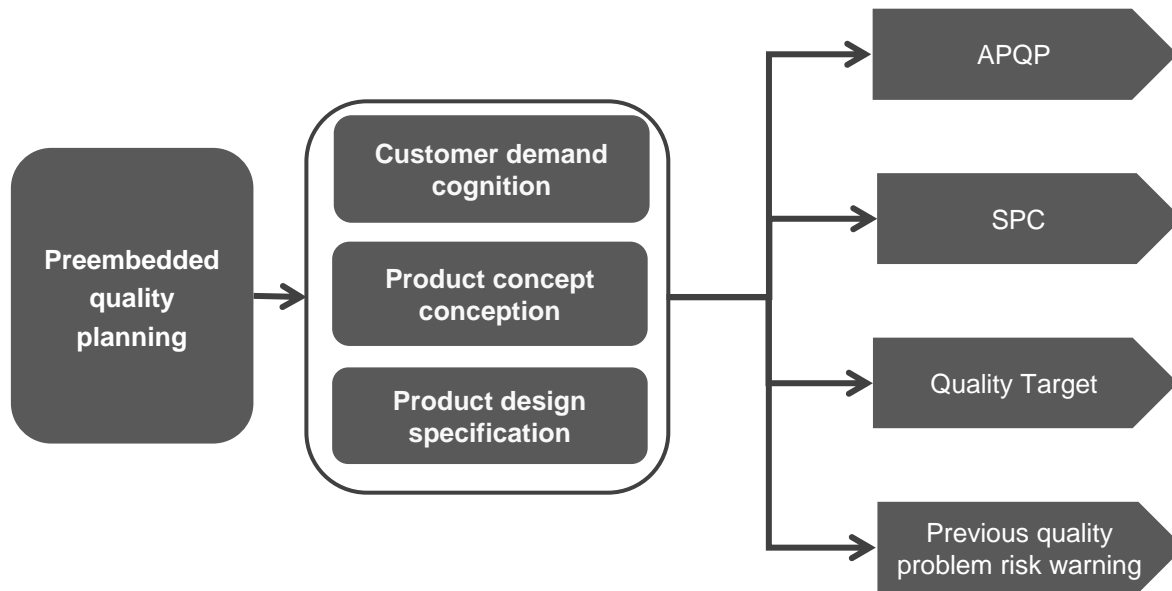 Preembedded
quality
planning
Customer demand
cognition
Product concept
conception
Product design
specification
APQP
SPC
Quality Target
Previous quality
problem risk warning